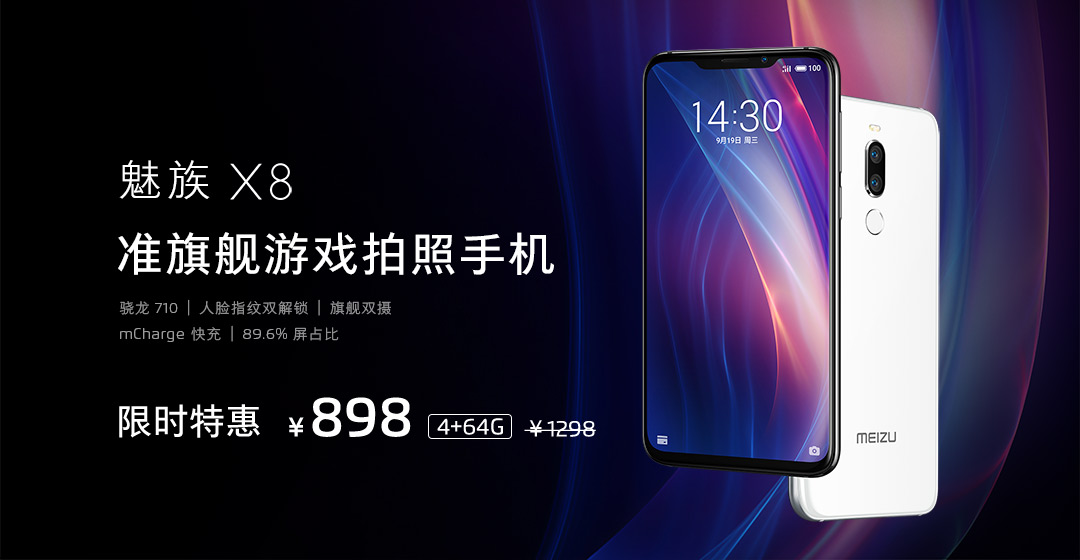 魅族 X8
准旗舰游戏拍照手机
骁龙 710 | 人脸指纹双解锁 | 旗舰双摄
mCharge 快充 | 89.6% 屏占比
限时特惠 ¥898 4+64G ¥1298
100
14:30
9月19日 周三
MEIZU